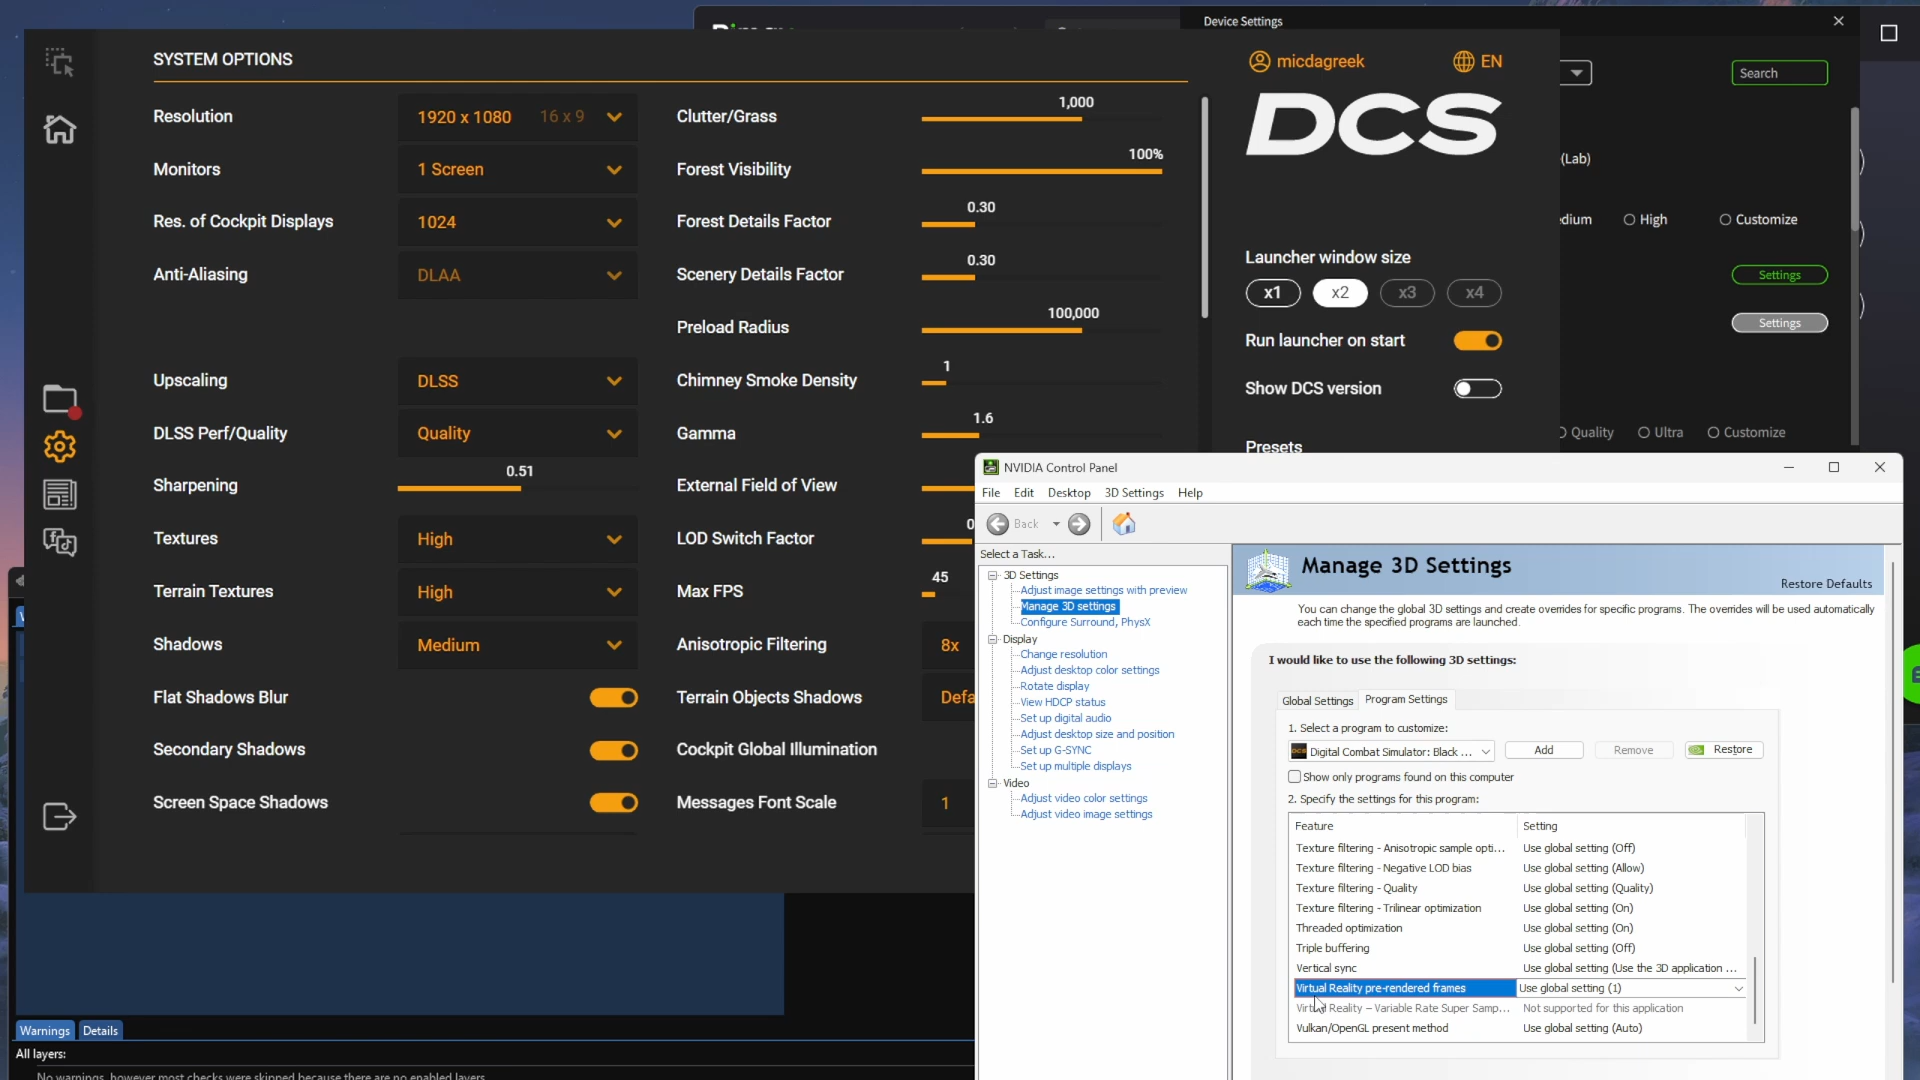 Device Settings
SYSTEM OPTIONS
micdagreek
EN
Search
DCS
Resolution
1920 x 1080 16 x 9
Clutter/Grass
1,000
Monitors
1 Screen
Forest Visibility
100%
(Lab)
Res. of Cockpit Displays
1024
Forest Details Factor
0.30
High
Customize
Anti-Aliasing
DLAA
Scenery Details Factor
0.30
Launcher window size
x1
x2
x3
x4
Settings
Preload Radius
100,000
Run launcher on start
Settings
Upscaling
DLSS
Chimney Smoke Density
1
Show DCS version
DLSS Perf/Quality
Quality
Gamma
1.6
Presets
Quality
Ultra
Customize
Sharpening
0.51
External Field of View
Textures
High
LOD Switch Factor
Terrain Textures
High
Max FPS
45
Shadows
Medium
Anisotropic Filtering
8x
Flat Shadows Blur
Terrain Objects Shadows
Defa
Secondary Shadows
Cockpit Global Illumination
Screen Space Shadows
Messages Font Scale
1
NVIDIA Control Panel
File Edit Desktop 3D Settings Help
Back
Select a Task...
3D Settings
Adjust image settings with preview
Manage 3D settings
Configure Surround, PhysX
Display
Change resolution
Adjust desktop color settings
Rotate display
View HDCP status
Set up digital audio
Adjust desktop size and position
Set up G-SYNC
Set up multiple displays
Video
Adjust video color settings
Adjust video image settings
Manage 3D Settings
Restore Defaults
You can change the global 3D settings and create overrides for specific programs. The overrides will be used automatically
each time the specified programs are launched.
I would like to use the following 3D settings:
Global Settings
Program Settings
1. Select a program to customize:
Digital Combat Simulator: Black ...
Add
Remove
Restore
Show only programs found on this computer
2. Specify the settings for this program:
Feature
Setting
Texture filtering - Anisotropic sample opti... Use global setting (Off)
Texture filtering - Negative LOD bias Use global setting (Allow)
Texture filtering - Quality Use global setting (Quality)
Texture filtering - Trilinear optimization Use global setting (On)
Threaded optimization Use global setting (On)
Triple buffering Use global setting (Off)
Vertical sync Use global setting (Use the 3D application ...
Virtual Reality pre-rendered frames Use global setting (1)
Reality – Variable Rate Super Samp... Not supported for this application
Vulkan/OpenGL present method Use global setting (Auto)
Warnings
Details
All layers:
No warnings, however most checks were skipped because there are no enabled layers